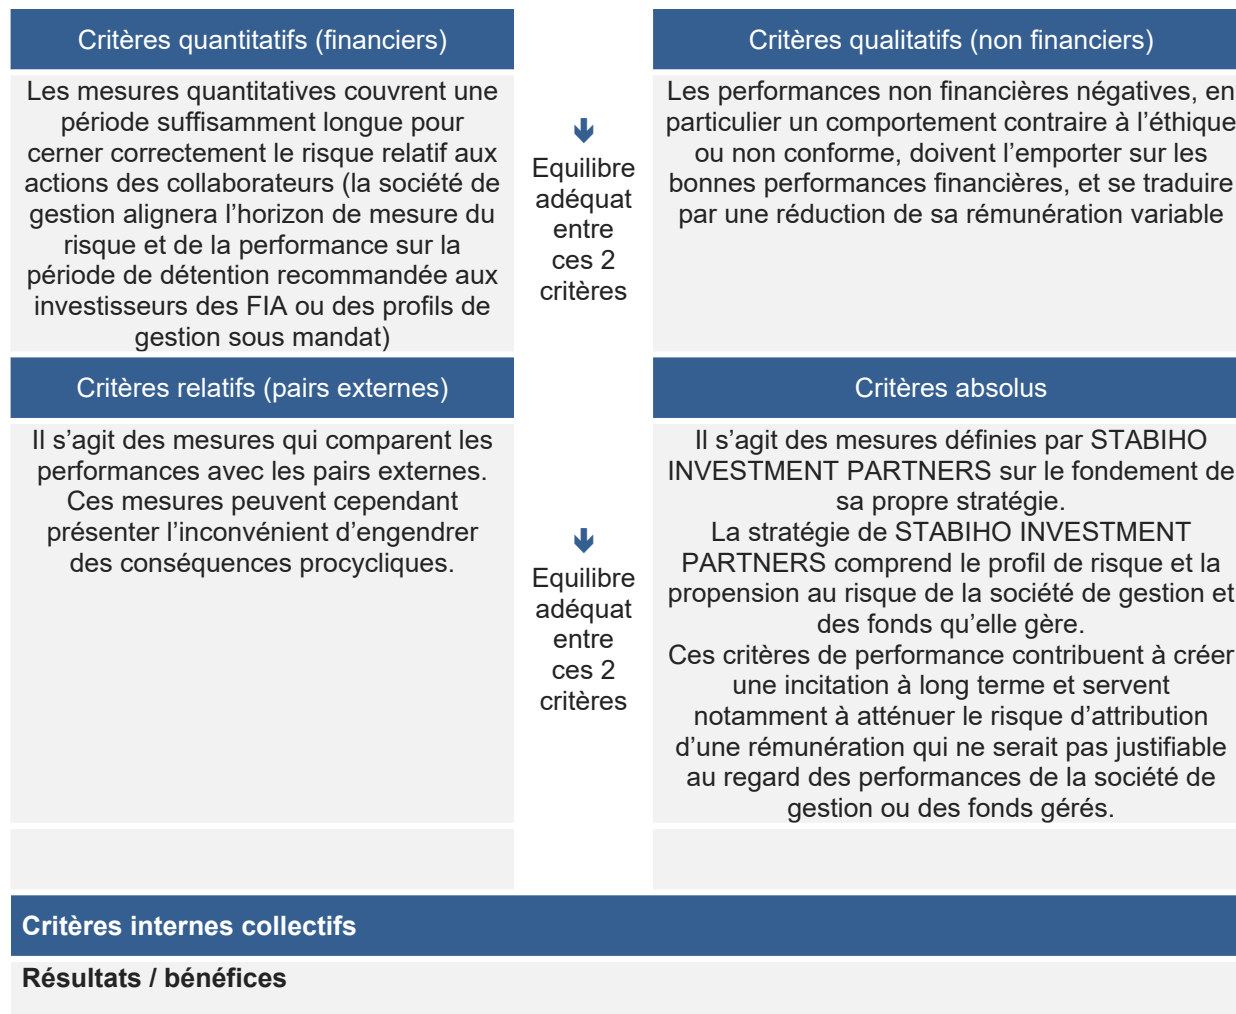 Critères quantitatifs (financiers)
Les mesures quantitatives couvrent une
période suffisamment longue pour
cerner correctement le risque relatif aux
actions des collaborateurs (la société de
gestion alignera l’horizon de mesure du
risque et de la performance sur la
période de détention recommandée aux
investisseurs des FIA ou des profils de
gestion sous mandat)
Equilibre
adéquat
entre
ces 2
critères
Critères qualitatifs (non financiers)
Les performances non financières négatives, en
particulier un comportement contraire à l’éthique
ou non conforme, doivent l’emporter sur les
bonnes performances financières, et se traduire
par une réduction de sa rémunération variable
Critères relatifs (pairs externes)
Il s’agit des mesures qui comparent les
performances avec les pairs externes.
Ces mesures peuvent cependant
présenter l’inconvénient d’engendrer
des conséquences procycliques.
Equilibre
adéquat
entre
ces 2
critères
Critères absolus
Il s’agit des mesures définies par STABIHO
INVESTMENT PARTNERS sur le fondement de
sa propre stratégie.
La stratégie de STABIHO INVESTMENT
PARTNERS comprend le profil de risque et la
propension au risque de la société de gestion et
des fonds qu’elle gère.
Ces critères de performance contribuent à créer
une incitation à long terme et servent
notamment à atténuer le risque d’attribution
d’une rémunération qui ne serait pas justifiable
au regard des performances de la société de
gestion ou des fonds gérés.
Critères internes collectifs
Résultats / bénéfices